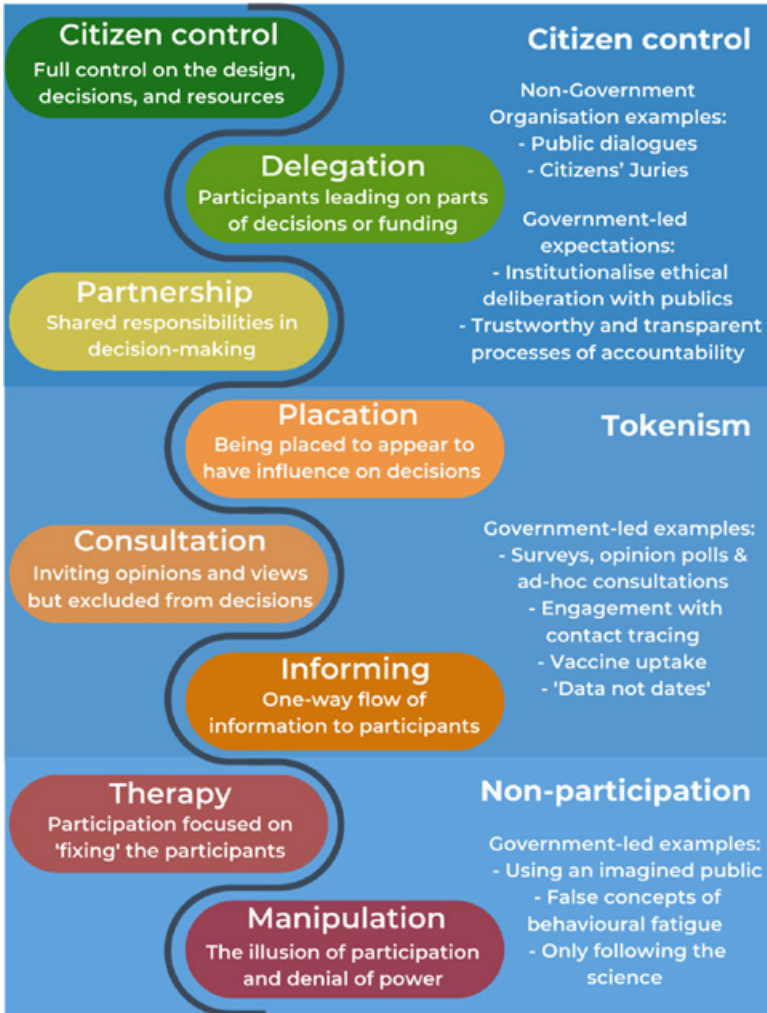 Citizen control
Full control on the design,
decisions, and resources
Delegation
Participants leading on parts
of decisions or funding
Partnership
Shared responsibilities in
decision-making
Citizen control
Non-Government
Organisation examples:
- Public dialogues
- Citizens' Juries
Government-led
expectations:
- Institutionalise ethical
deliberation with publics
- Trustworthy and transparent
processes of accountability
Placation
Being placed to appear to
have influence on decisions
Consultation
Inviting opinions and views
but excluded from decisions
Informing
One-way flow of
information to participants
Tokenism
Government-led examples:
- Surveys, opinion polls &
ad-hoc consultations
- Engagement with
contact tracing
- Vaccine uptake
- 'Data not dates'
Therapy
Participation focused on
'fixing' the participants
Manipulation
The illusion of participation
and denial of power
Non-participation
Government-led examples:
- Using an imagined public
- False concepts of
behavioural fatigue
- Only following the
science